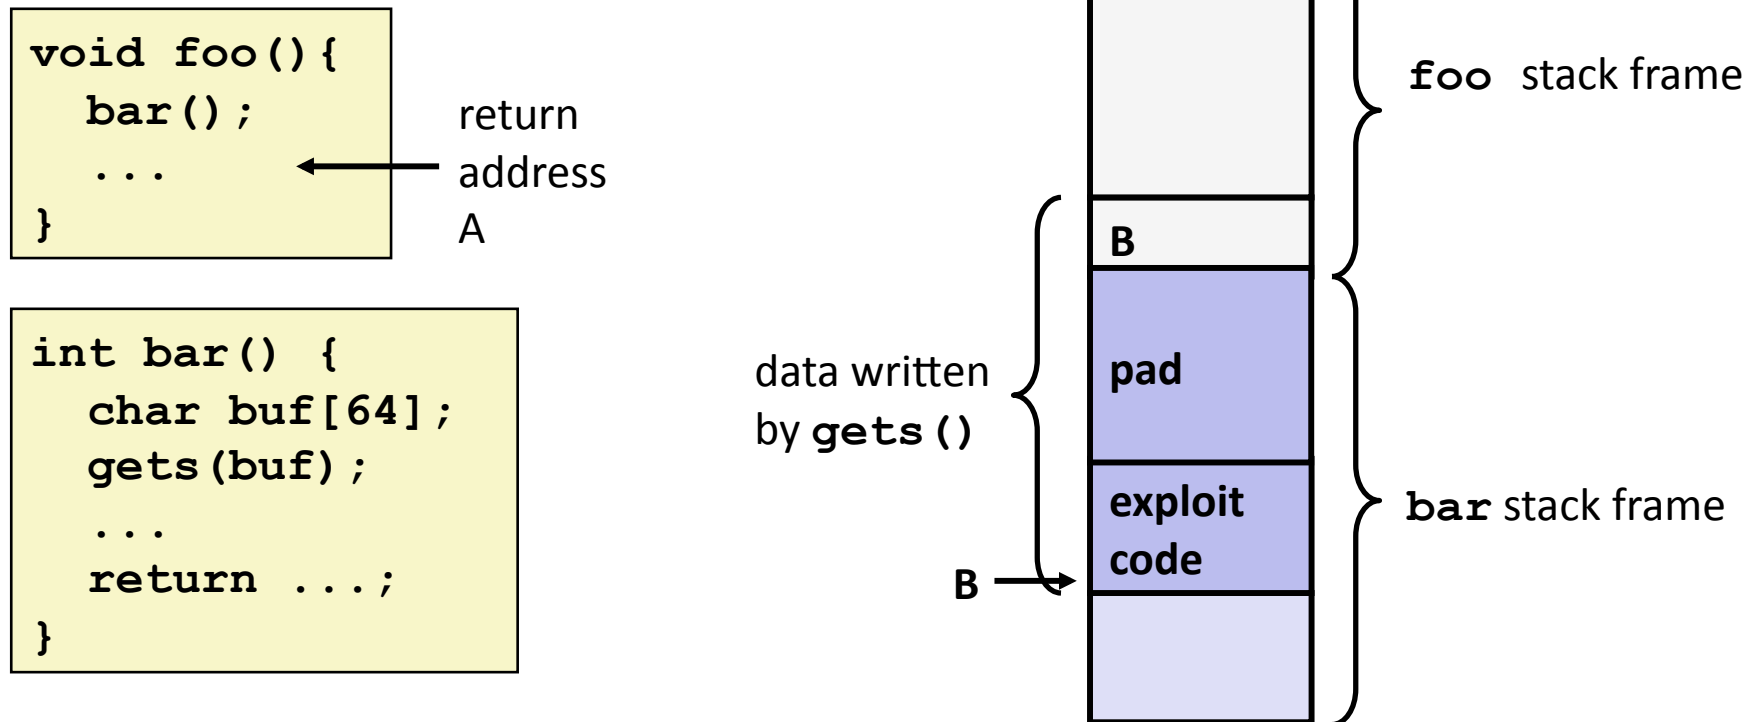 void foo(){
bar();
...
}
return
address
A
int bar() {
char buf[64];
gets(buf);
...
return ...;
}
foo stack frame
B
data written
by gets()
pad
exploit
code
B
bar stack frame